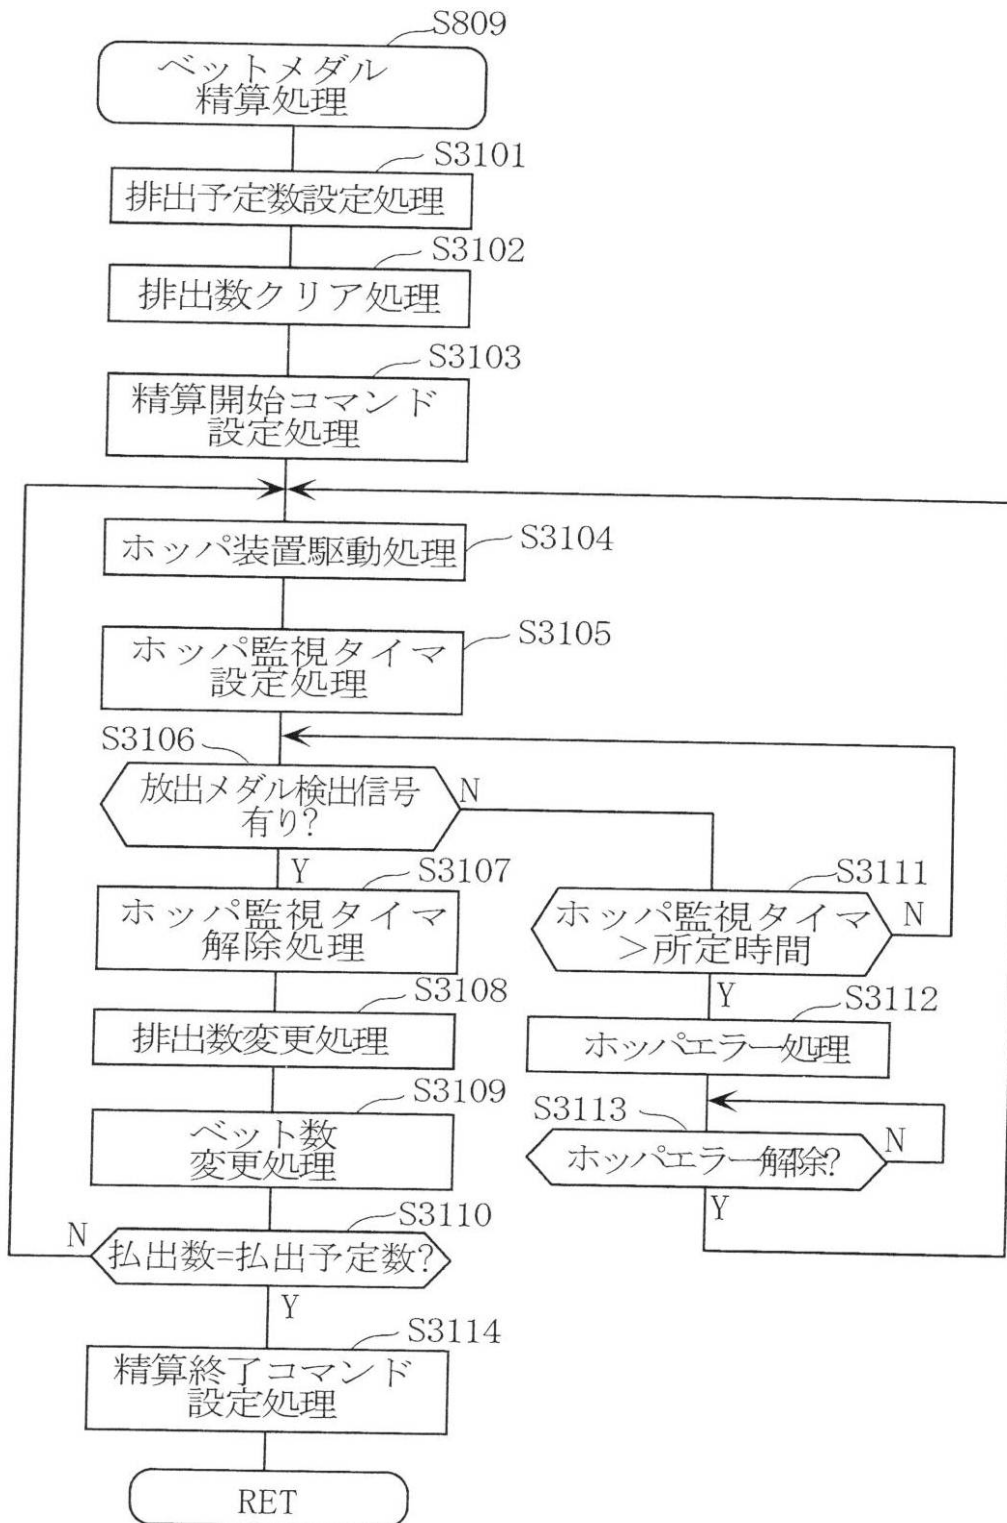 S809
ベットメダル
精算処理
S3101
排出予定数設定処理
S3102
排出数クリア処理
S3103
精算開始コマンド
設定処理
S3104
ホッパ装置駆動処理
S3105
ホッパ監視タイマ
設定処理
S3106
放出メダル検出信号
有り?
N
Y
S3107
ホッパ監視タイマ
解除処理
S3111
ホッパ監視タイマ
>所定時間
N
Y
S3108
排出数変更処理
S3112
ホッパエラー処理
S3109
ベット数
変更処理
S3113
ホッパエラー解除?
N
Y
S3110
払出数=払出予定数?
N
Y
S3114
精算終了コマンド
設定処理
RET